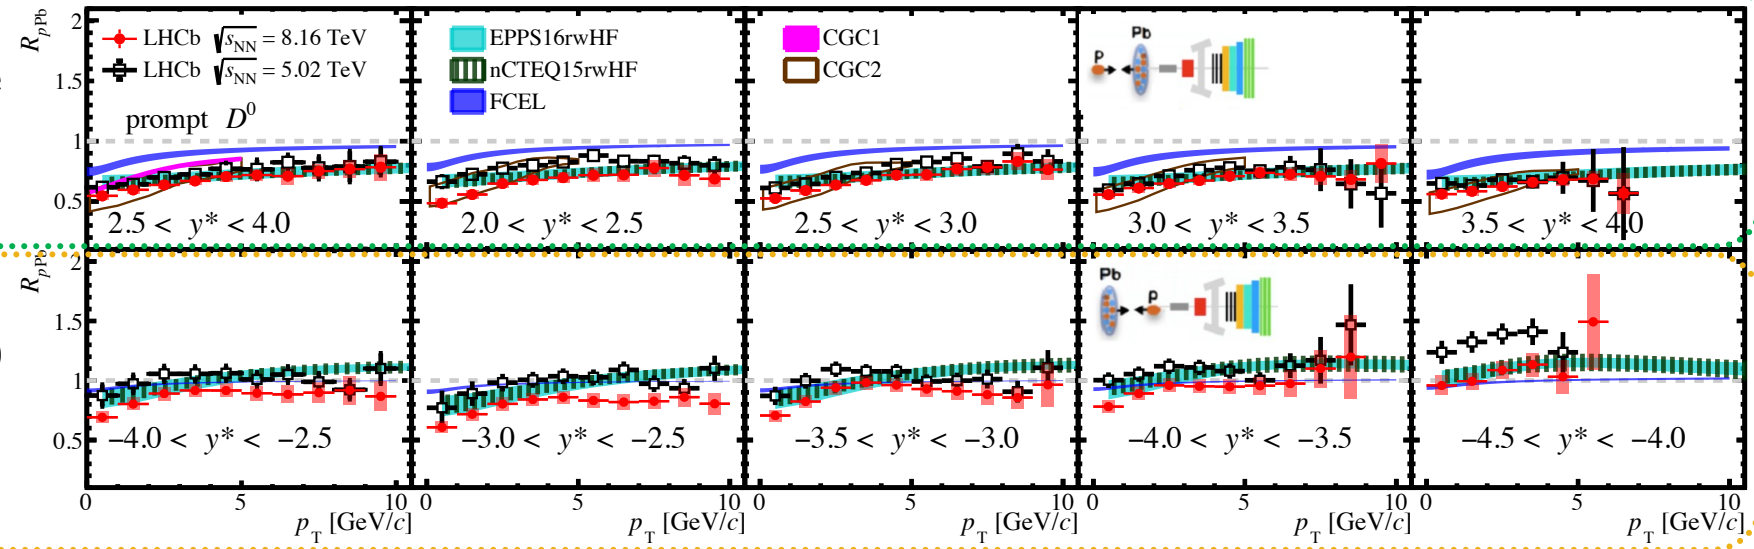 R_pPb
2
1.5
1
0.5
LHCb √s_NN = 8.16 TeV
LHCb √s_NN = 5.02 TeV
prompt D^0
2.5 < y* < 4.0
EPPS16rwHF
nCTEQ15rwHF
FCEL
2.0 < y* < 2.5
CGC1
CGC2
2.5 < y* < 3.0
Pb
p
3.0 < y* < 3.5
3.5 < y* < 4.0
R_pPb
2
1.5
1
0.5
−4.0 < y* < −2.5
−3.0 < y* < −2.5
−3.5 < y* < −3.0
Pb
p
−4.0 < y* < −3.5
−4.5 < y* < −4.0
0 5 10 0 5 10 0 5 10 0 5 10 0 5 10
p_T [GeV/c] p_T [GeV/c] p_T [GeV/c] p_T [GeV/c] p_T [GeV/c]